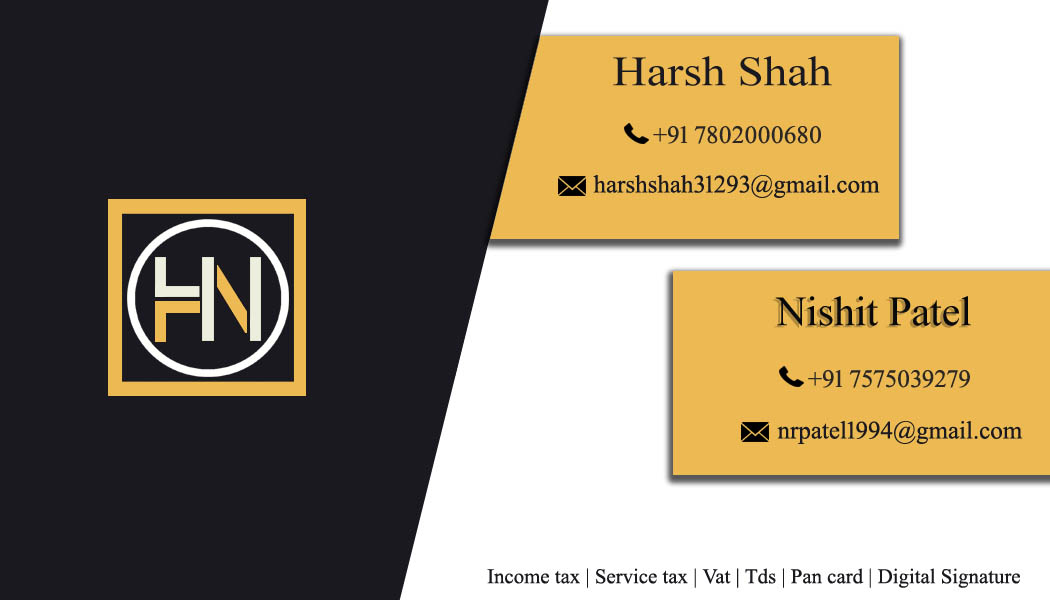 HN
Harsh Shah
+91 7802000680
harshshah31293@gmail.com
Nishit Patel
+91 7575039279
nrpatel1994@gmail.com
Income tax | Service tax | Vat | Tds | Pan card | Digital Signature